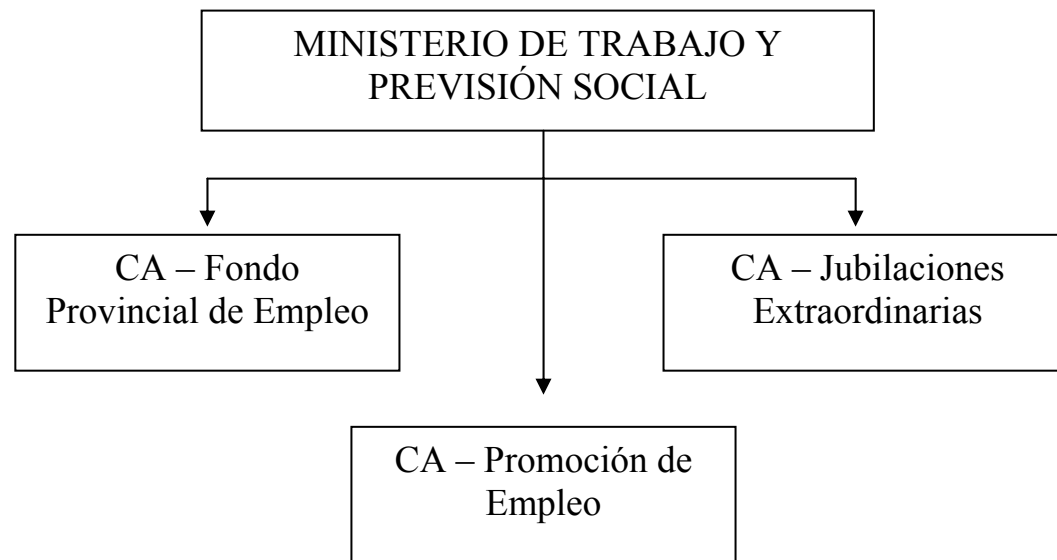 MINISTERIO DE TRABAJO Y
PREVISIÓN SOCIAL
CA – Fondo
Provincial de Empleo
CA – Jubilaciones
Extraordinarias
CA – Promoción de
Empleo